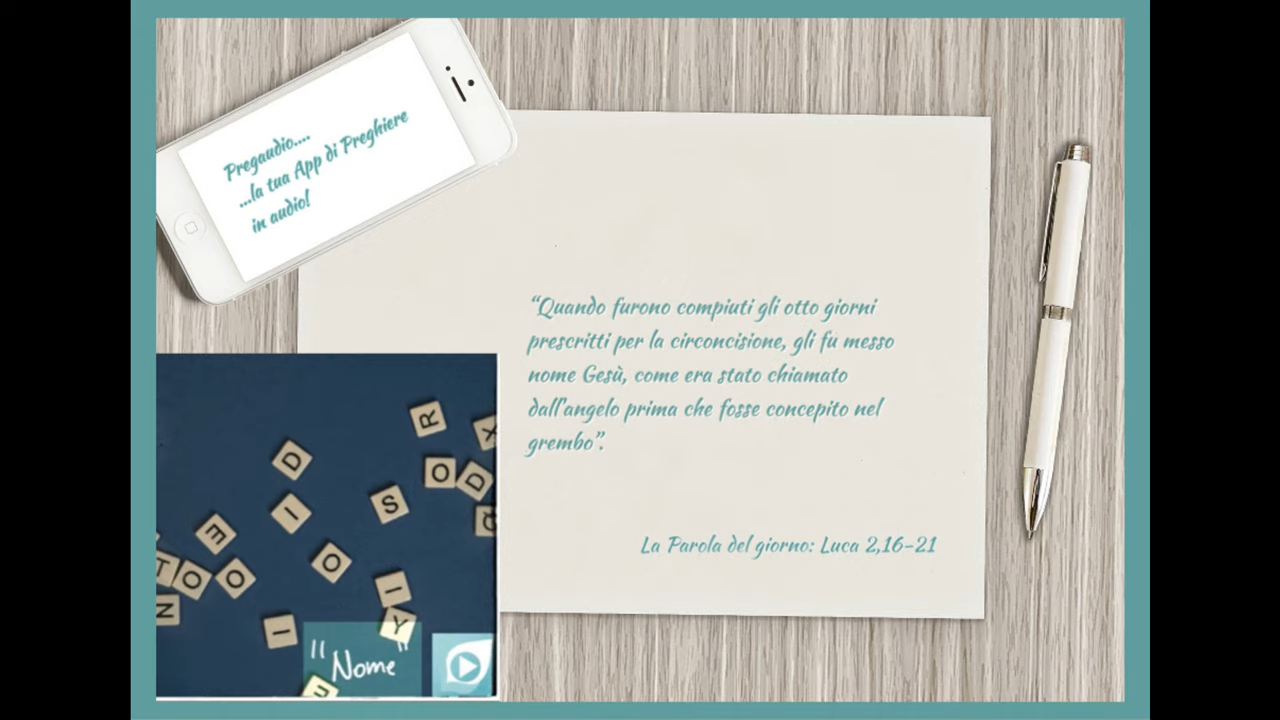 Pregaudio....
...la tua App di Preghiere
in audio!
“Quando furono compiuti gli otto giorni
prescritti per la circoncisione, gli fu messo
nome Gesù, come era stato chiamato
dall'angelo prima che fosse concepito nel
grembo”.
La Parola del giorno: Luca 2,16-21
R
X
D
O
D
I
S
E
O
T
O
O
I
N
I
Y
"Nome"